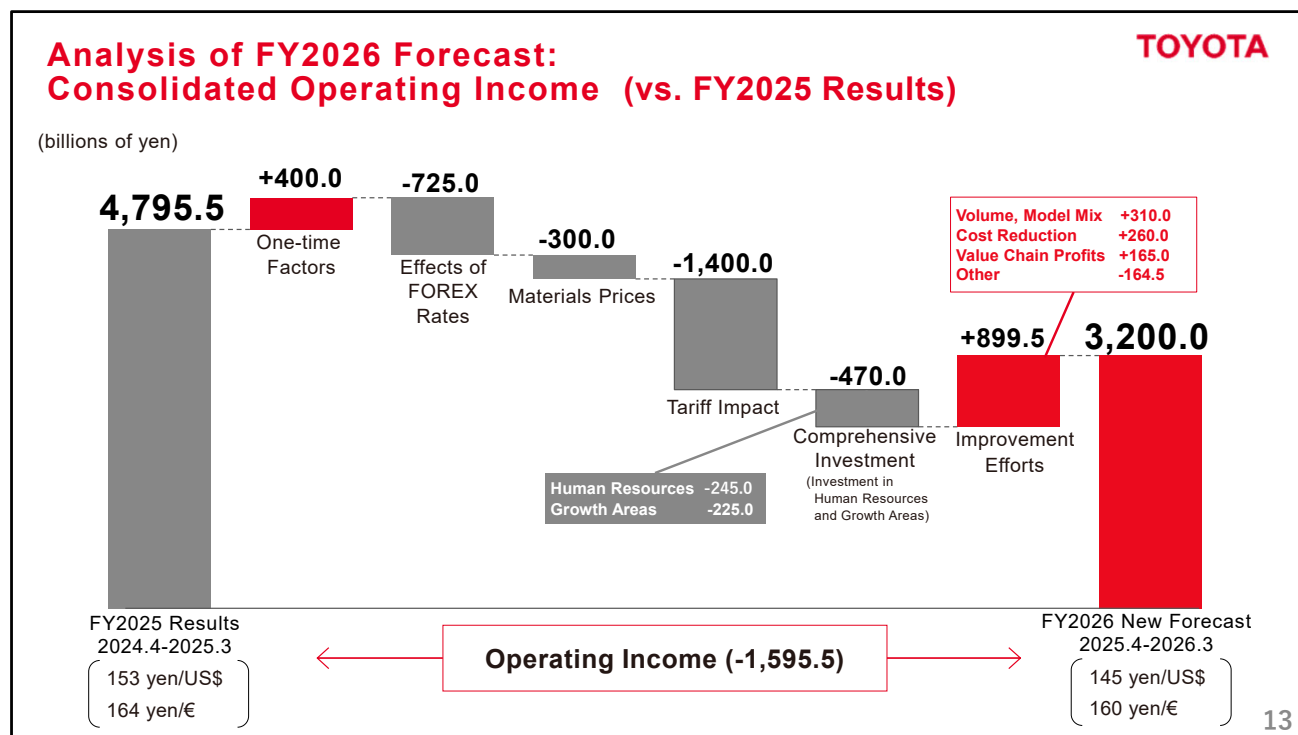 Analysis of FY2026 Forecast:
Consolidated Operating Income (vs. FY2025 Results)
TOYOTA
(billions of yen)
4,795.5
+400.0
One-time
Factors
-725.0
Effects of
FOREX
Rates
-300.0
Materials Prices
-1,400.0
Tariff Impact
-470.0
Comprehensive
Investment
(Investment in
Human Resources
and Growth Areas)
Human Resources -245.0
Growth Areas -225.0
+899.5
Improvement
Efforts
Volume, Model Mix +310.0
Cost Reduction +260.0
Value Chain Profits +165.0
Other -164.5
3,200.0
FY2025 Results
2024.4-2025.3
153 yen/US$
164 yen/€
Operating Income (-1,595.5)
FY2026 New Forecast
2025.4-2026.3
145 yen/US$
160 yen/€
13